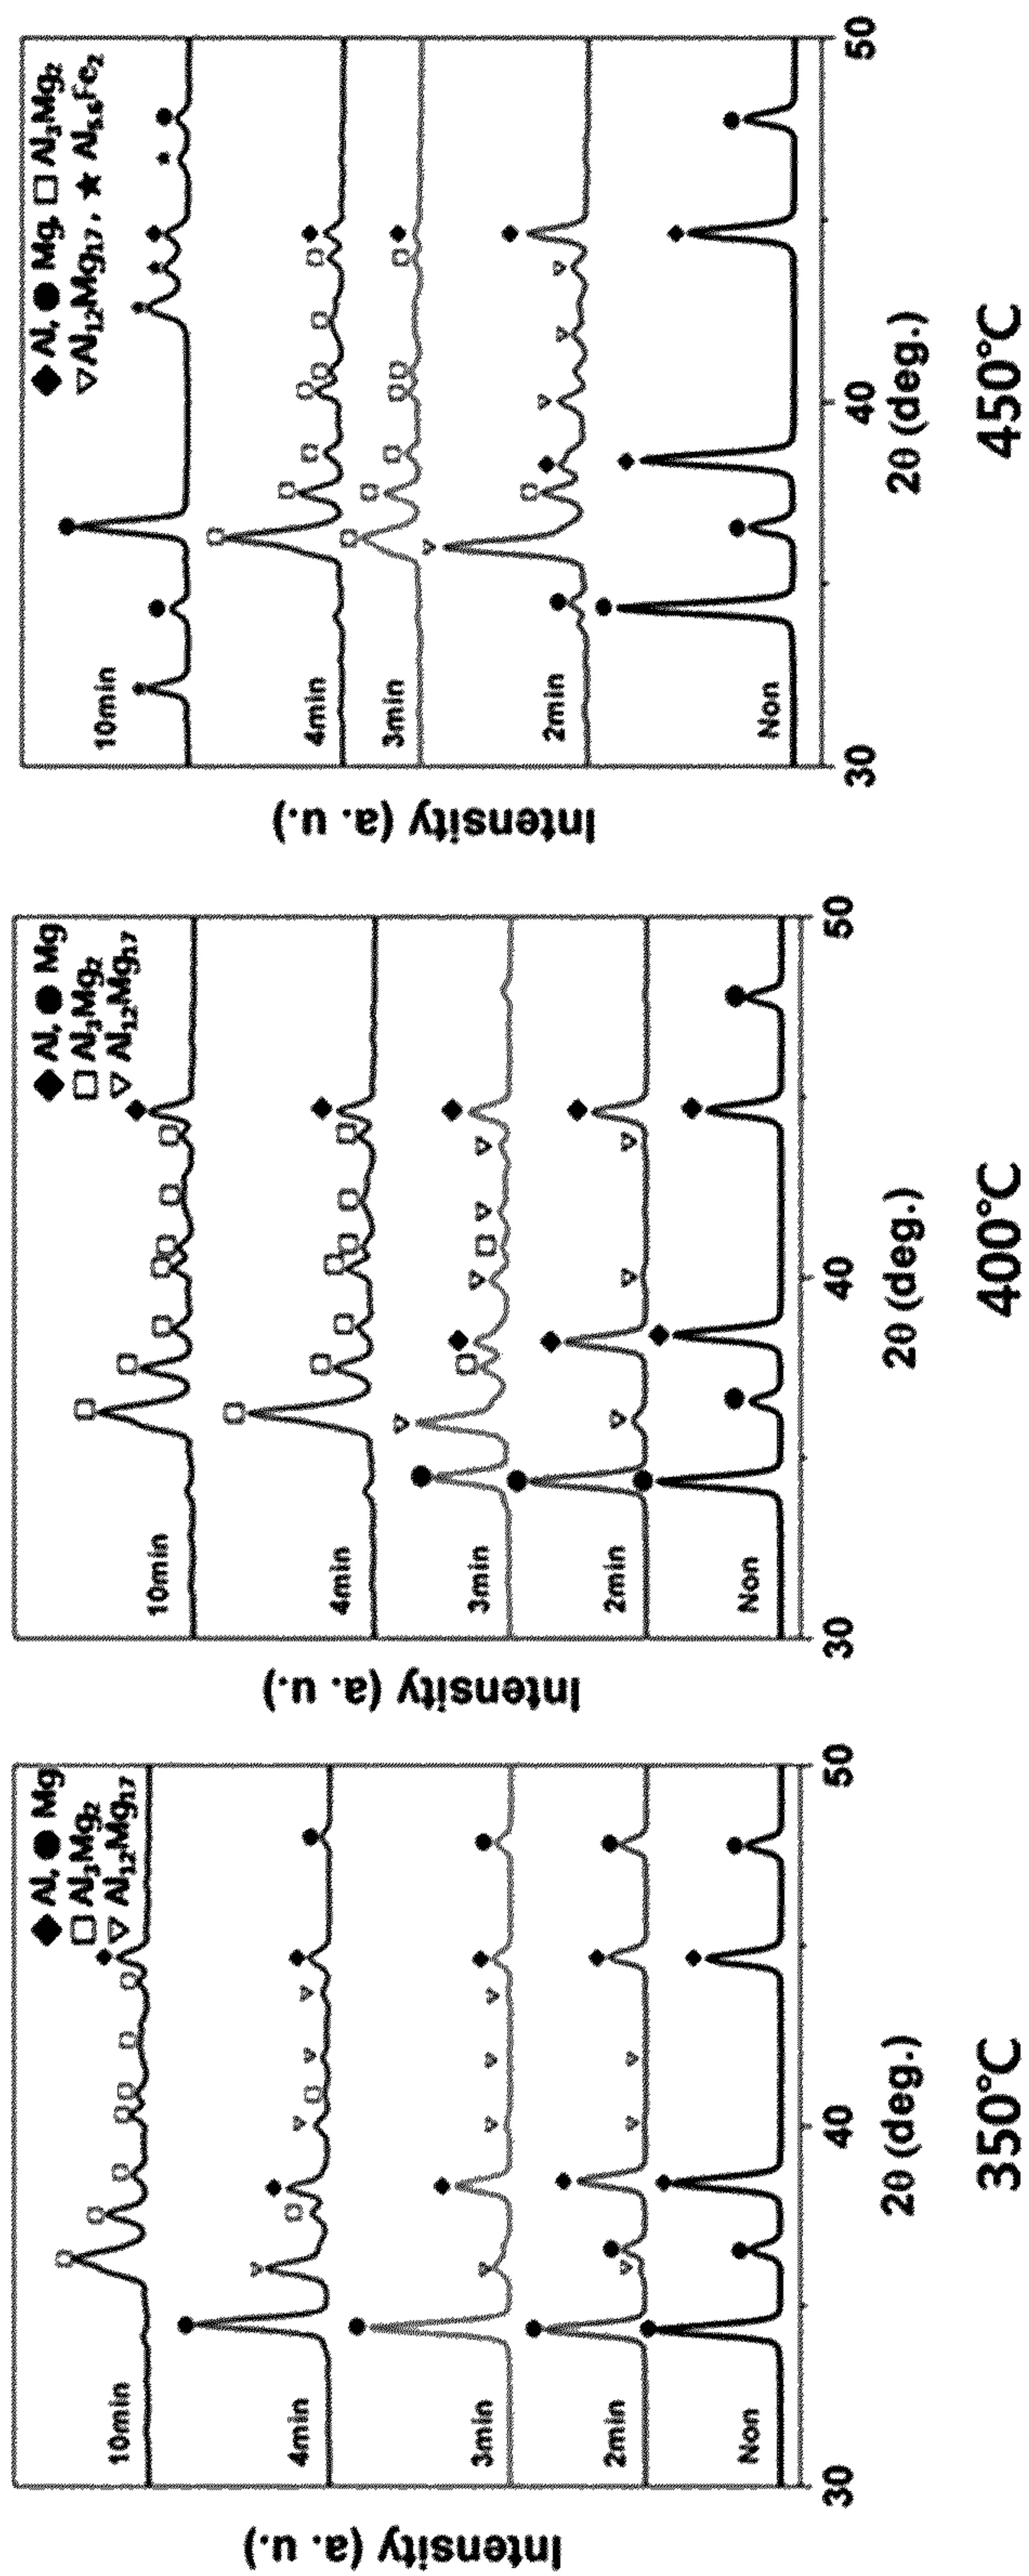 Intensity (a. u.)
◆ Al, ● Mg
□ Al₃Mg₂
▽ Al₁₂Mg₁₇
10min
4min
3min
2min
Non
30 40 50
2θ (deg.)
350°C
Intensity (a. u.)
◆ Al, ● Mg
□ Al₃Mg₂
▽ Al₁₂Mg₁₇
10min
4min
3min
2min
Non
30 40 50
2θ (deg.)
400°C
Intensity (a. u.)
◆ Al, ● Mg, □ Al₃Mg₂
▽ Al₁₂Mg₁₇, ★ Al₅.₆Fe₂
10min
4min
3min
2min
Non
30 40 50
2θ (deg.)
450°C